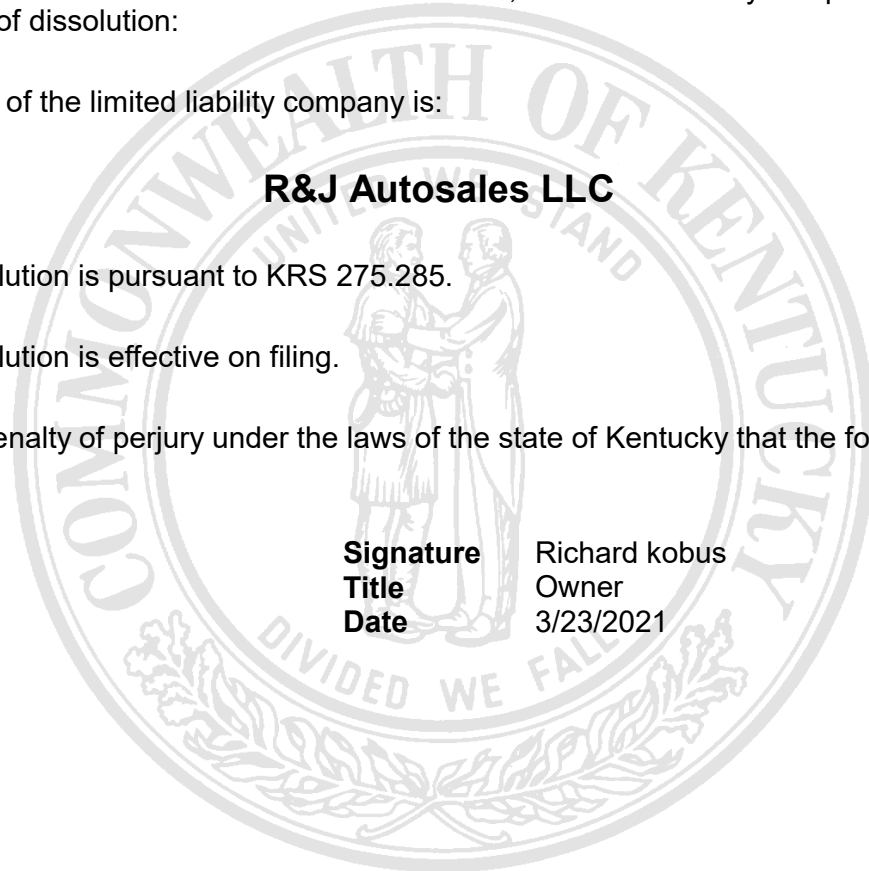 of dissolution:
of the limited liability company is:
R&J Autosales LLC
lution is pursuant to KRS 275.285.
lution is effective on filing.
enalty of perjury under the laws of the state of Kentucky that the fo
Signature Richard kobus
Title Owner
Date 3/23/2021
COMMONWEALTH OF KENTUCKY
UNITED WE STAND
DIVIDED WE FALL